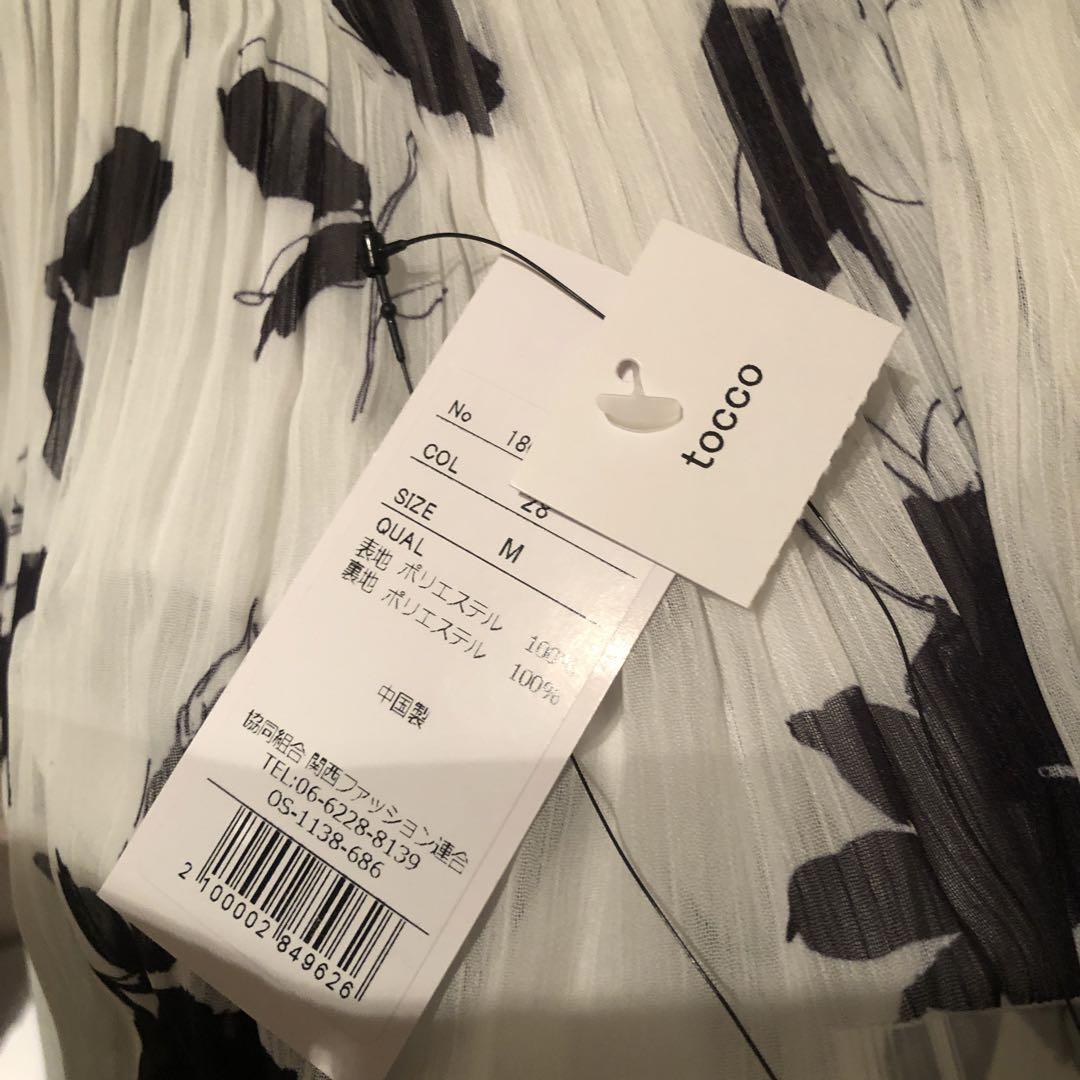 tocco
No 18
COL 28
SIZE M
QUAL
表地 ポリエステル 100%
裏地 ポリエステル 100%
中国製
協同組合 関西ファッション連合
TEL:06-6228-8139
OS-1138-686
2 100002 849626